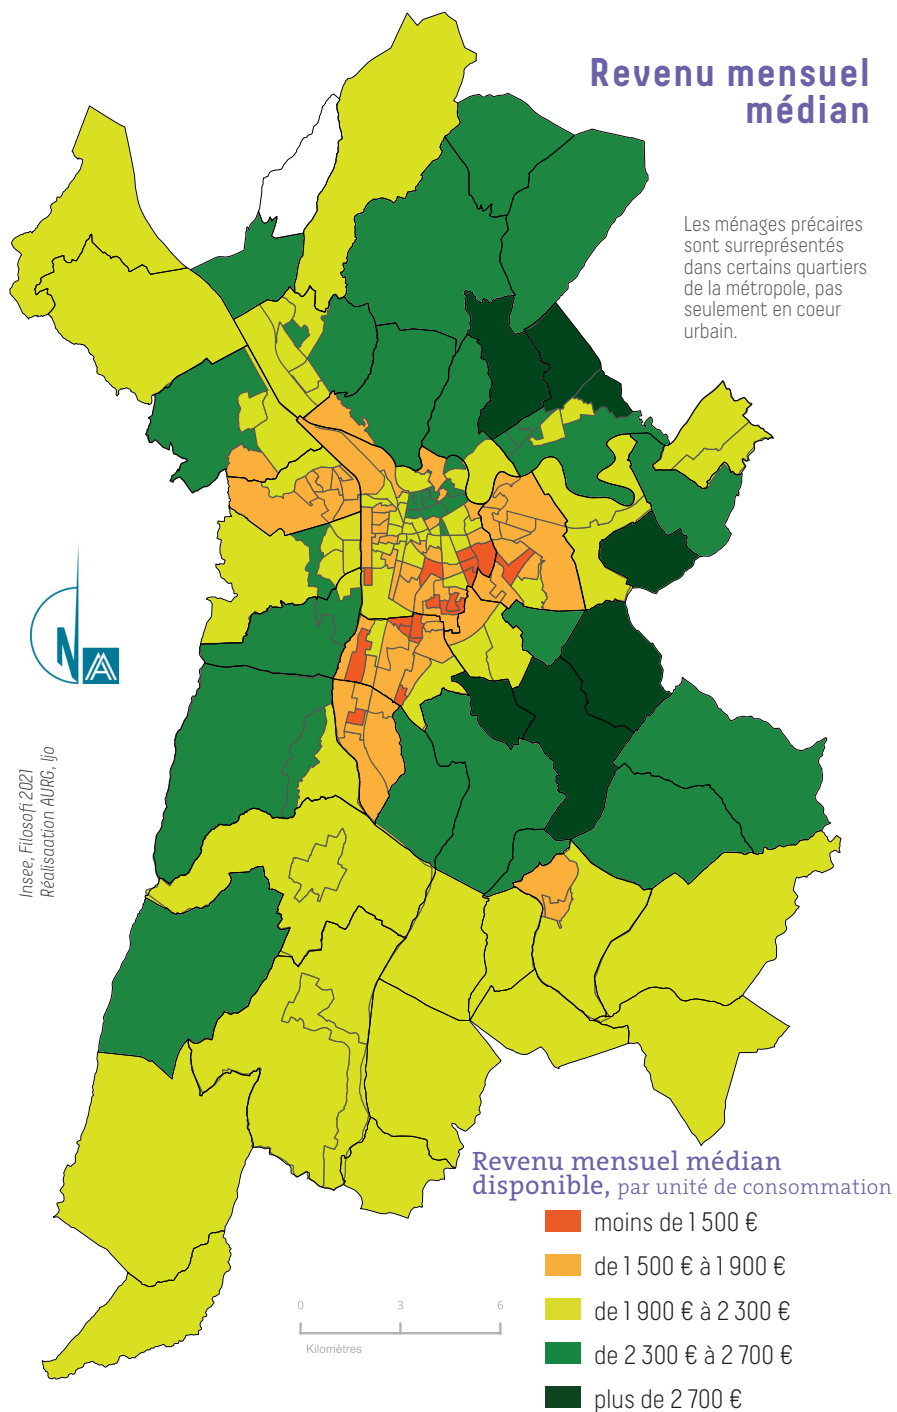 Revenu mensuel
médian
Les ménages précaires
sont surreprésentés
dans certains quartiers
de la métropole, pas
seulement en coeur
urbain.
N
Insee, Filosofi 2021
Réalisaation AURG, ljo
Revenu mensuel médian
disponible, par unité de consommation
moins de 1 500 €
de 1 500 € à 1 900 €
de 1 900 € à 2 300 €
de 2 300 € à 2 700 €
plus de 2 700 €
0 3 6
Kilomètres